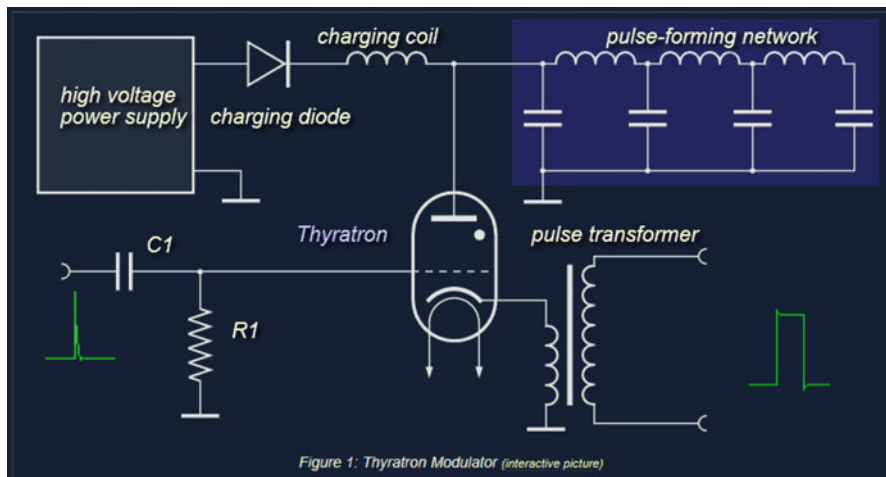 charging coil
pulse-forming network
high voltage
power supply
charging diode
Thyratron
pulse transformer
C1
R1
Figure 1: Thyratron Modulator (interactive picture)